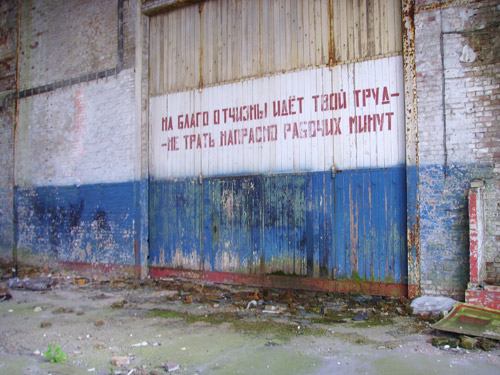 НА БЛАГО ОТЧИЗНЫ ИДЁТ ТВОЙ ТРУД-
-НЕ ТРАТЬ НАПРАСНО РАБОЧИХ МИНУТ